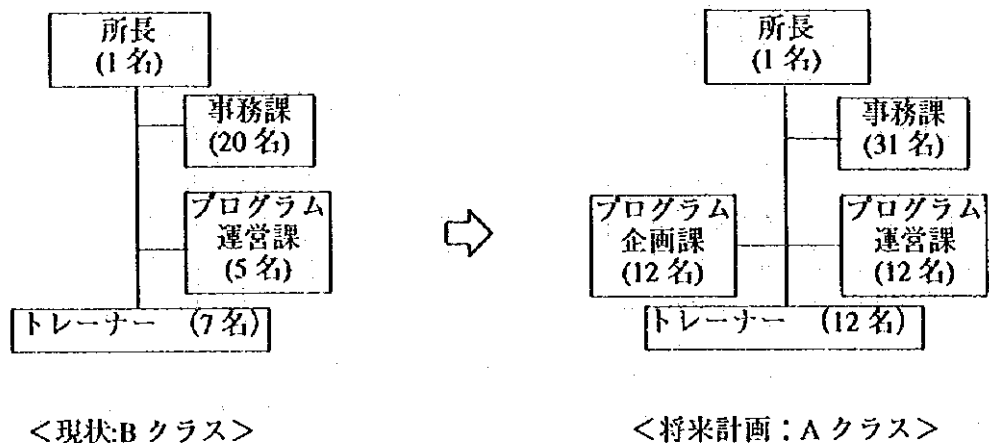 所長
(1名)
事務課
(20名)
プログラム
運営課
(5名)
トレーナー (7名)
<現状:Bクラス>
所長
(1名)
事務課
(31名)
プログラム
企画課
(12名)
プログラム
運営課
(12名)
トレーナー (12名)
<将来計画:Aクラス>